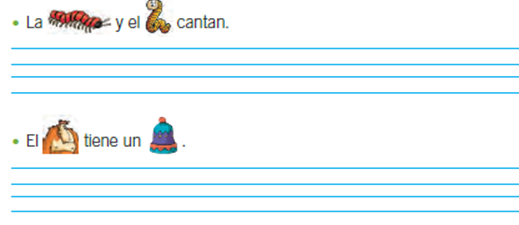 • La y el cantan.
• El tiene un .